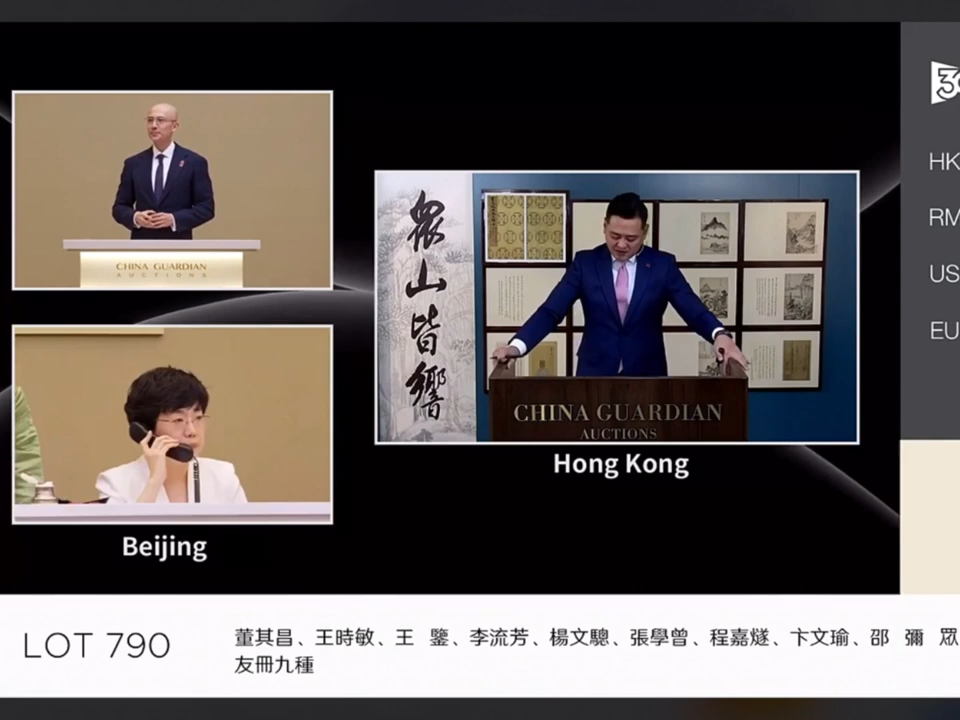 CHINA GUARDIAN
AUCTIONS
眾山皆響
CHINA GUARDIAN
AUCTIONS
Hong Kong
Beijing
HK
RM
US
EU
LOT 790
董其昌、王時敏、王 鑒、李流芳、楊文驄、張學曾、程嘉燧、卞文瑜、邵 彌 眾
友冊九種